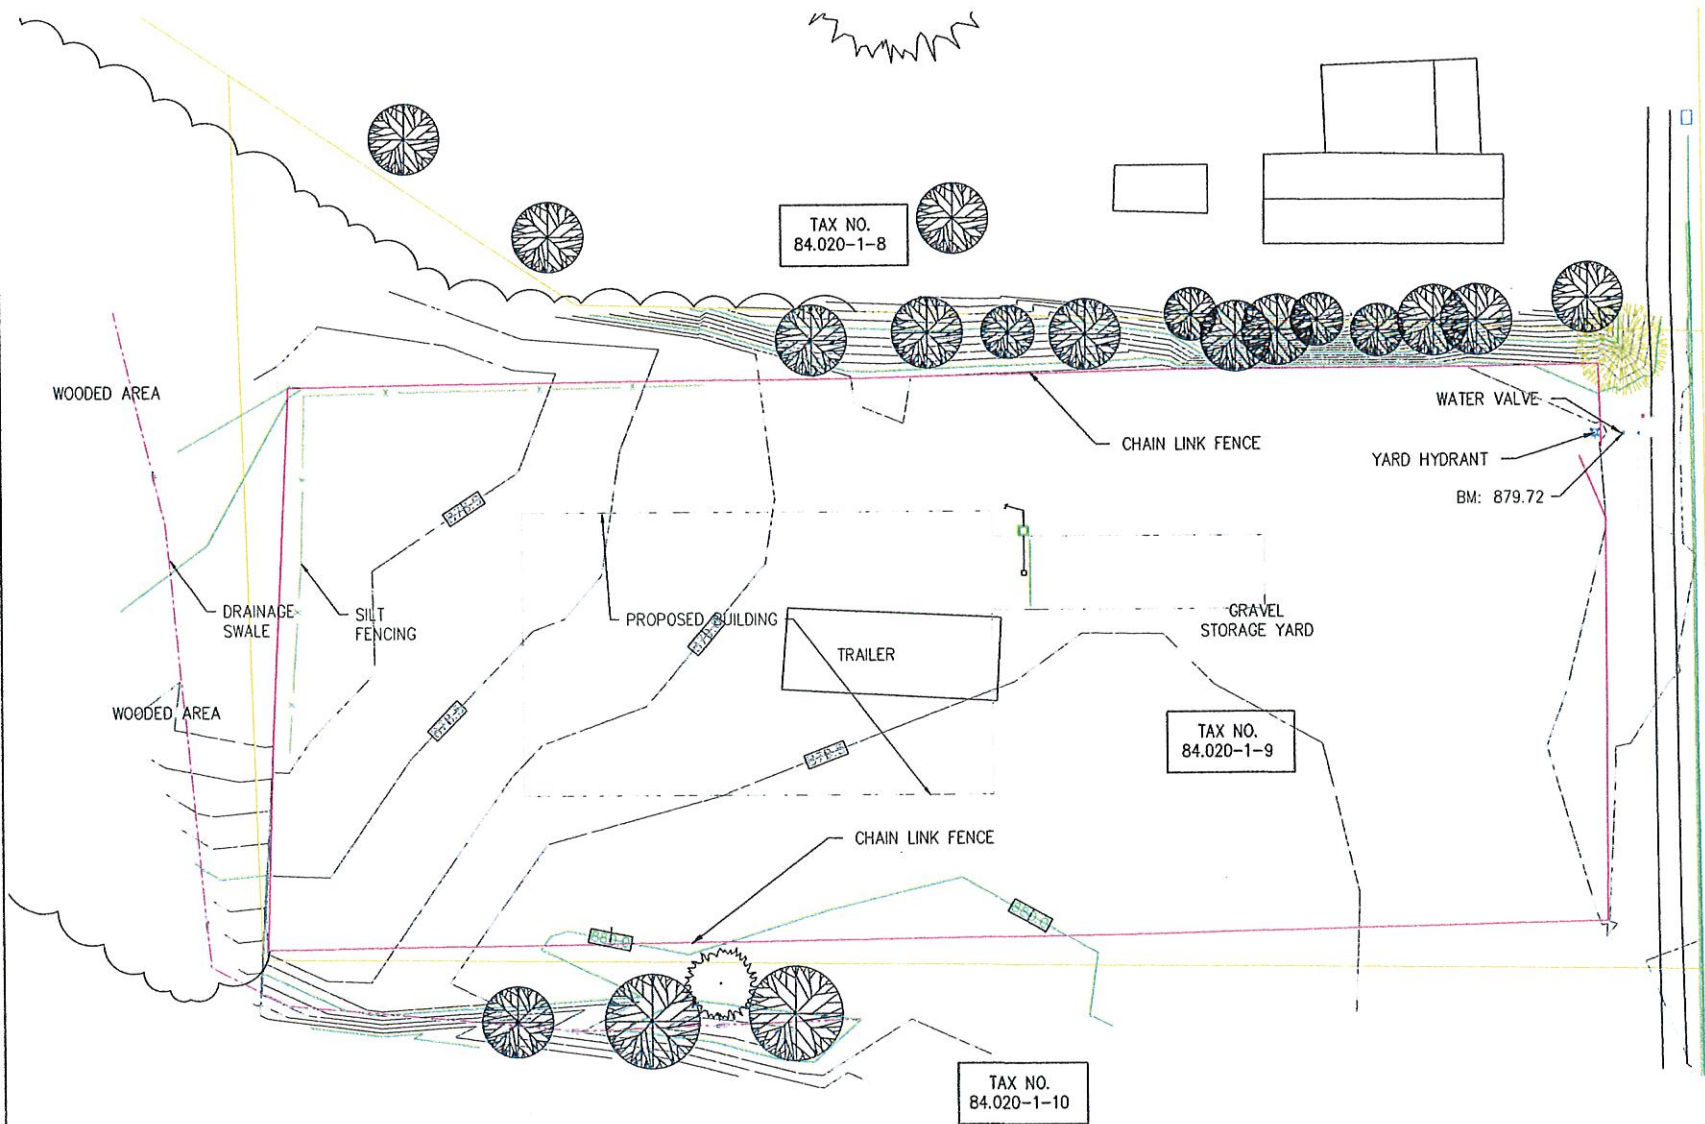 TAX NO.
84.020-1-8
WOODED AREA
WATER VALVE
CHAIN LINK FENCE
YARD HYDRANT
BM: 879.72
DRAINAGE
SWALE
SILT
FENCING
PROPOSED BUILDING
GRAVEL
STORAGE YARD
TRAILER
WOODED AREA
TAX NO.
84.020-1-9
CHAIN LINK FENCE
TAX NO.
84.020-1-10